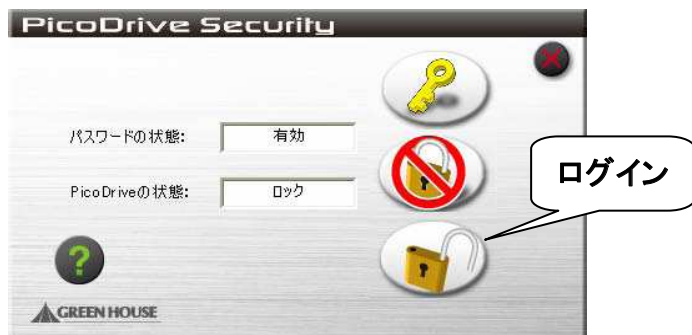 PicoDrive Security
パスワードの状態: 有効
PicoDriveの状態: ロック
ログイン
?
GREEN HOUSE